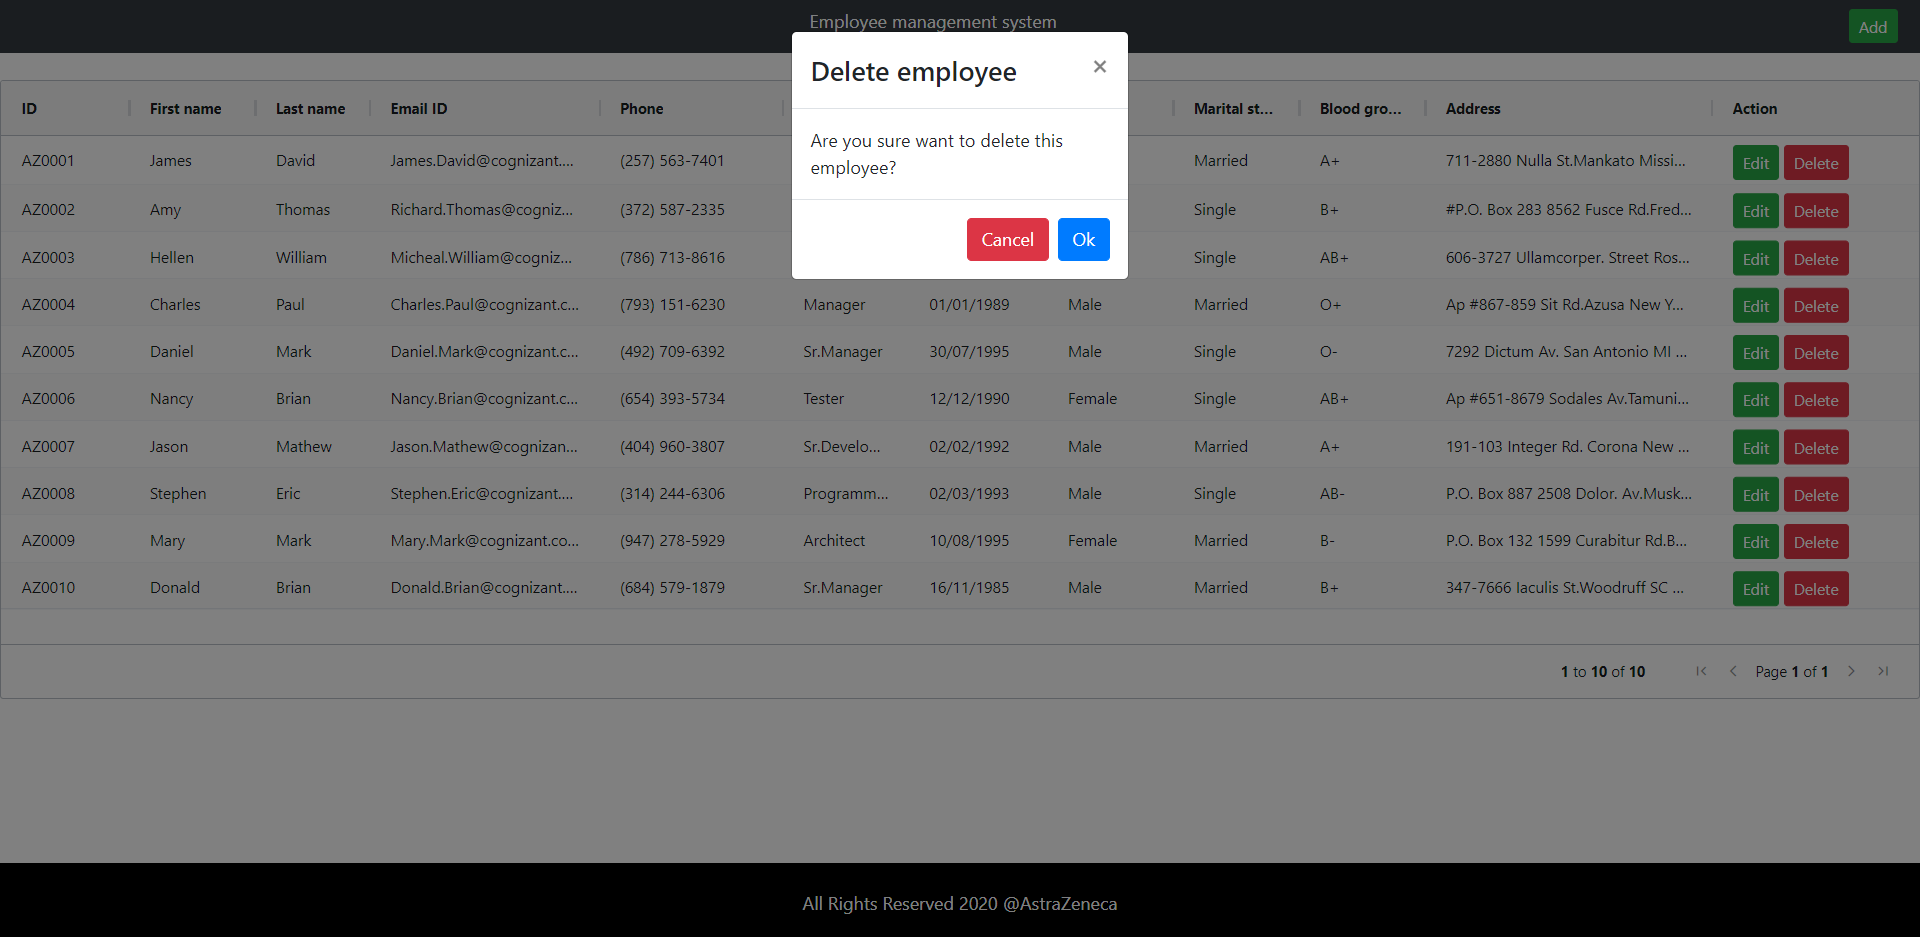 Employee management system
Add
Delete employee
×
Are you sure want to delete this
employee?
Cancel Ok
ID First name Last name Email ID Phone Marital st... Blood gro... Address Action
AZ0001 James David James.David@cognizant.... (257) 563-7401 Married A+ 711-2880 Nulla St.Mankato Missi... Edit Delete
AZ0002 Amy Thomas Richard.Thomas@cogniz... (372) 587-2335 Single B+ #P.O. Box 283 8562 Fusce Rd.Fred... Edit Delete
AZ0003 Hellen William Micheal.William@cogniz... (786) 713-8616 Single AB+ 606-3727 Ullamcorper. Street Ros... Edit Delete
AZ0004 Charles Paul Charles.Paul@cognizant.c... (793) 151-6230 Manager 01/01/1989 Male Married O+ Ap #867-859 Sit Rd.Azusa New Y... Edit Delete
AZ0005 Daniel Mark Daniel.Mark@cognizant.c... (492) 709-6392 Sr.Manager 30/07/1995 Male Single O- 7292 Dictum Av. San Antonio MI ... Edit Delete
AZ0006 Nancy Brian Nancy.Brian@cognizant.c... (654) 393-5734 Tester 12/12/1990 Female Single AB+ Ap #651-8679 Sodales Av.Tamuni... Edit Delete
AZ0007 Jason Mathew Jason.Mathew@cognizan... (404) 960-3807 Sr.Develo... 02/02/1992 Male Married A+ 191-103 Integer Rd. Corona New ... Edit Delete
AZ0008 Stephen Eric Stephen.Eric@cognizant.... (314) 244-6306 Programm... 02/03/1993 Male Single AB- P.O. Box 887 2508 Dolor. Av.Musk... Edit Delete
AZ0009 Mary Mark Mary.Mark@cognizant.co... (947) 278-5929 Architect 10/08/1995 Female Married B- P.O. Box 132 1599 Curabitur Rd.B... Edit Delete
AZ0010 Donald Brian Donald.Brian@cognizant.... (684) 579-1879 Sr.Manager 16/11/1985 Male Married B+ 347-7666 Iaculis St.Woodruff SC ... Edit Delete
1 to 10 of 10 Page 1 of 1
All Rights Reserved 2020 @AstraZeneca